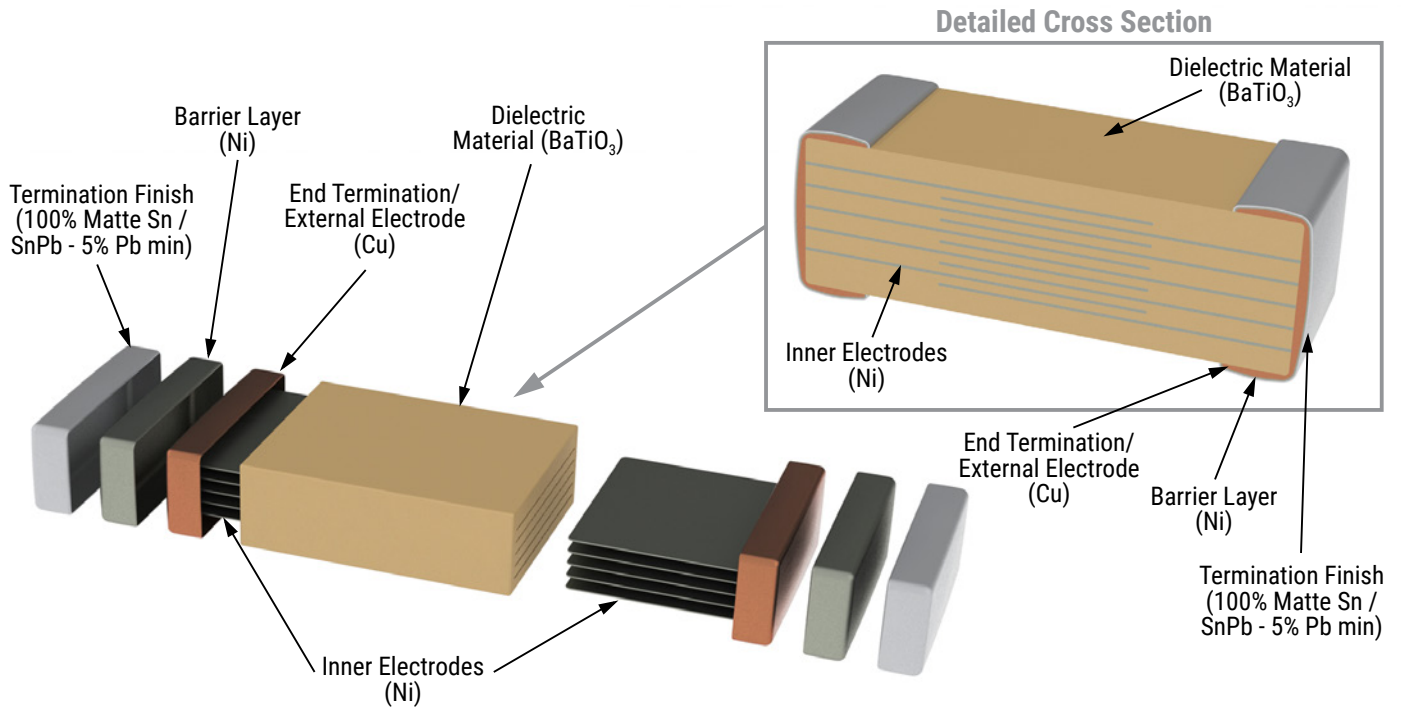 Detailed Cross Section
Dielectric Material
(BaTiO₃)
Inner Electrodes
(Ni)
End Termination/
External Electrode
(Cu)
Barrier Layer
(Ni)
Termination Finish
(100% Matte Sn /
SnPb - 5% Pb min)
Termination Finish
(100% Matte Sn /
SnPb - 5% Pb min)
Barrier Layer
(Ni)
End Termination/
External Electrode
(Cu)
Dielectric
Material (BaTiO₃)
Inner Electrodes
(Ni)